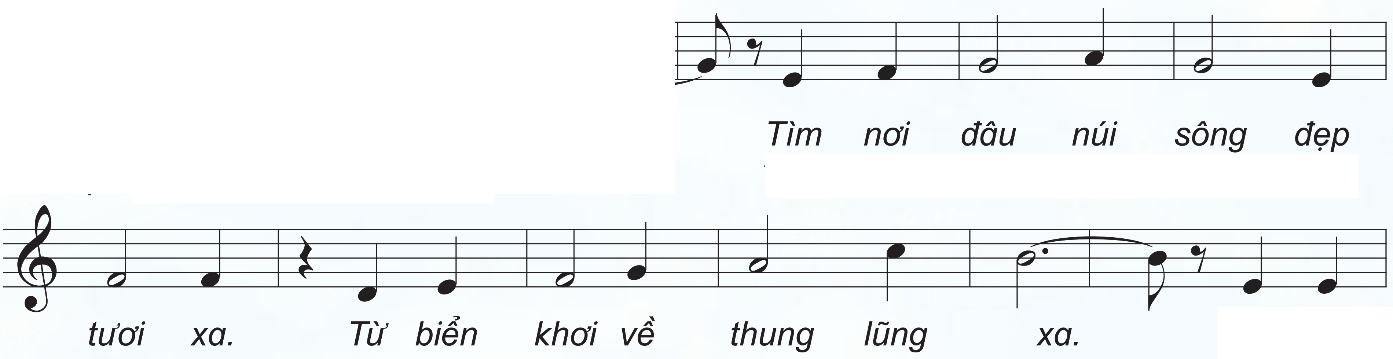 Tìm nơi đâu núi sông đẹp
tươi xa. Từ biển khơi về thung lũng xa.